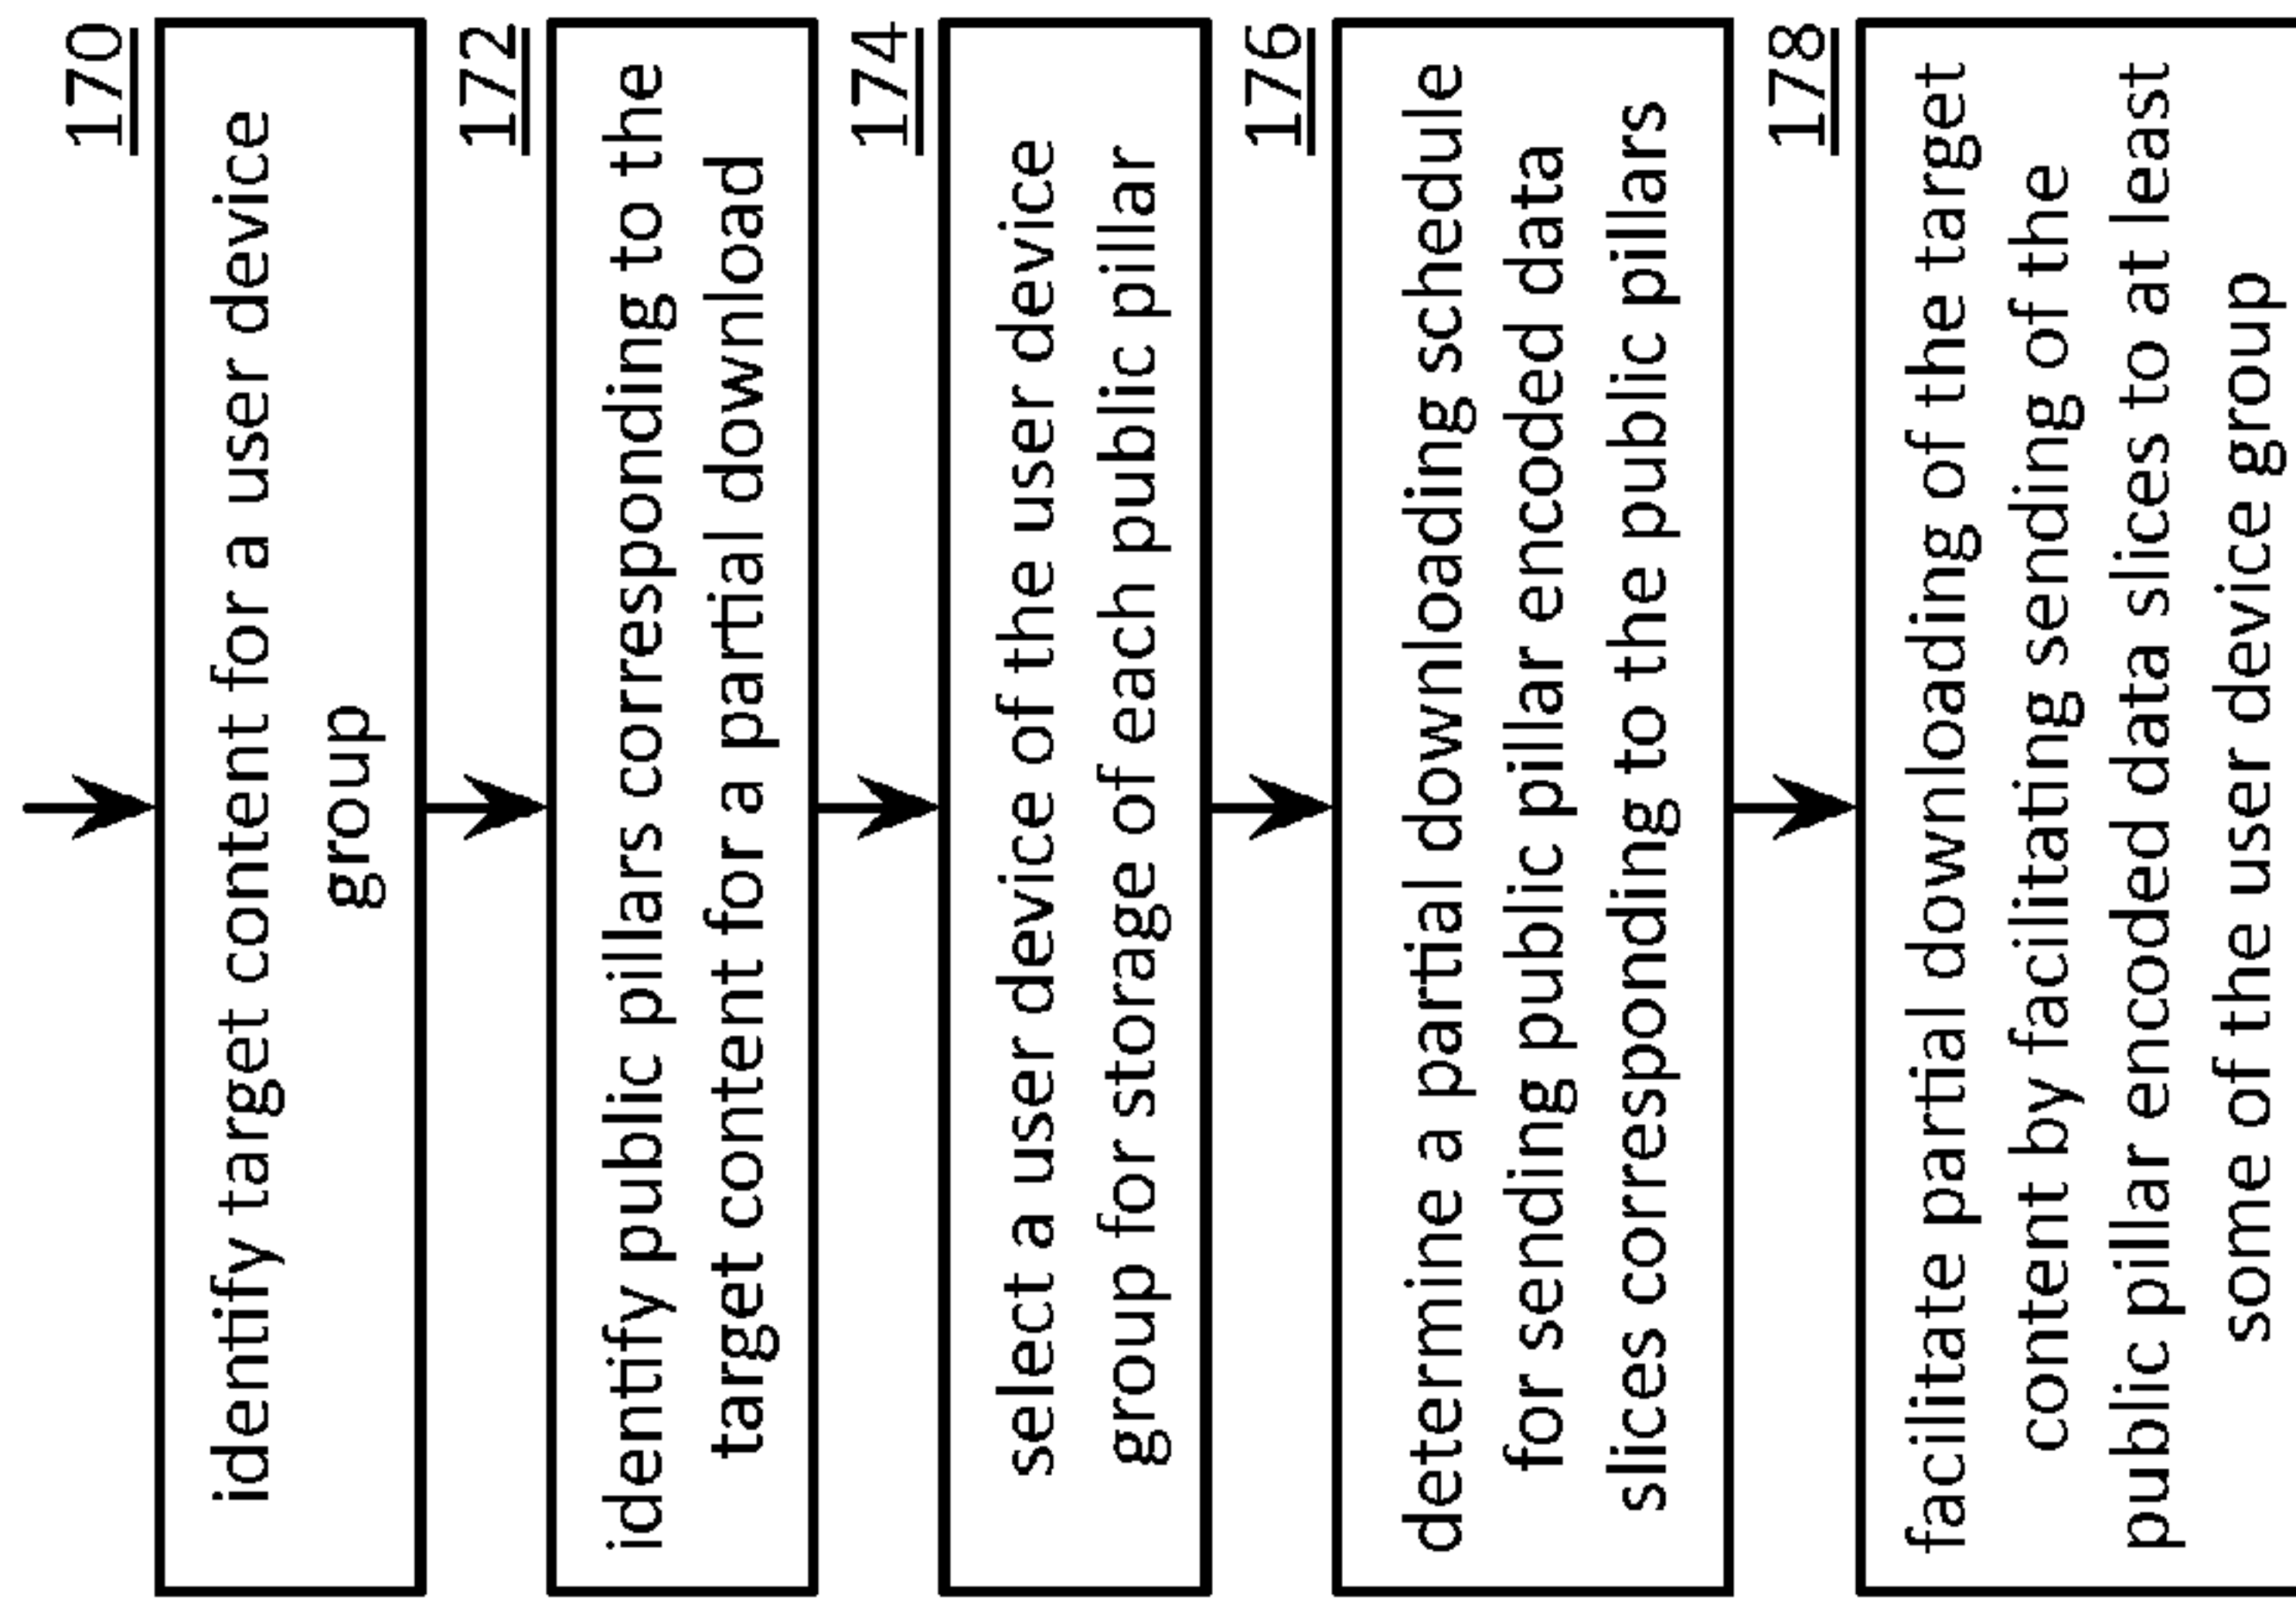 170
identify target content for a user device
group
172
identify public pillars corresponding to the
target content for a partial download
174
select a user device of the user device
group for storage of each public pillar
176
determine a partial downloading schedule
for sending public pillar encoded data
slices corresponding to the public pillars
178
facilitate partial downloading of the target
content by facilitating sending of the
public pillar encoded data slices to at least
some of the user device group